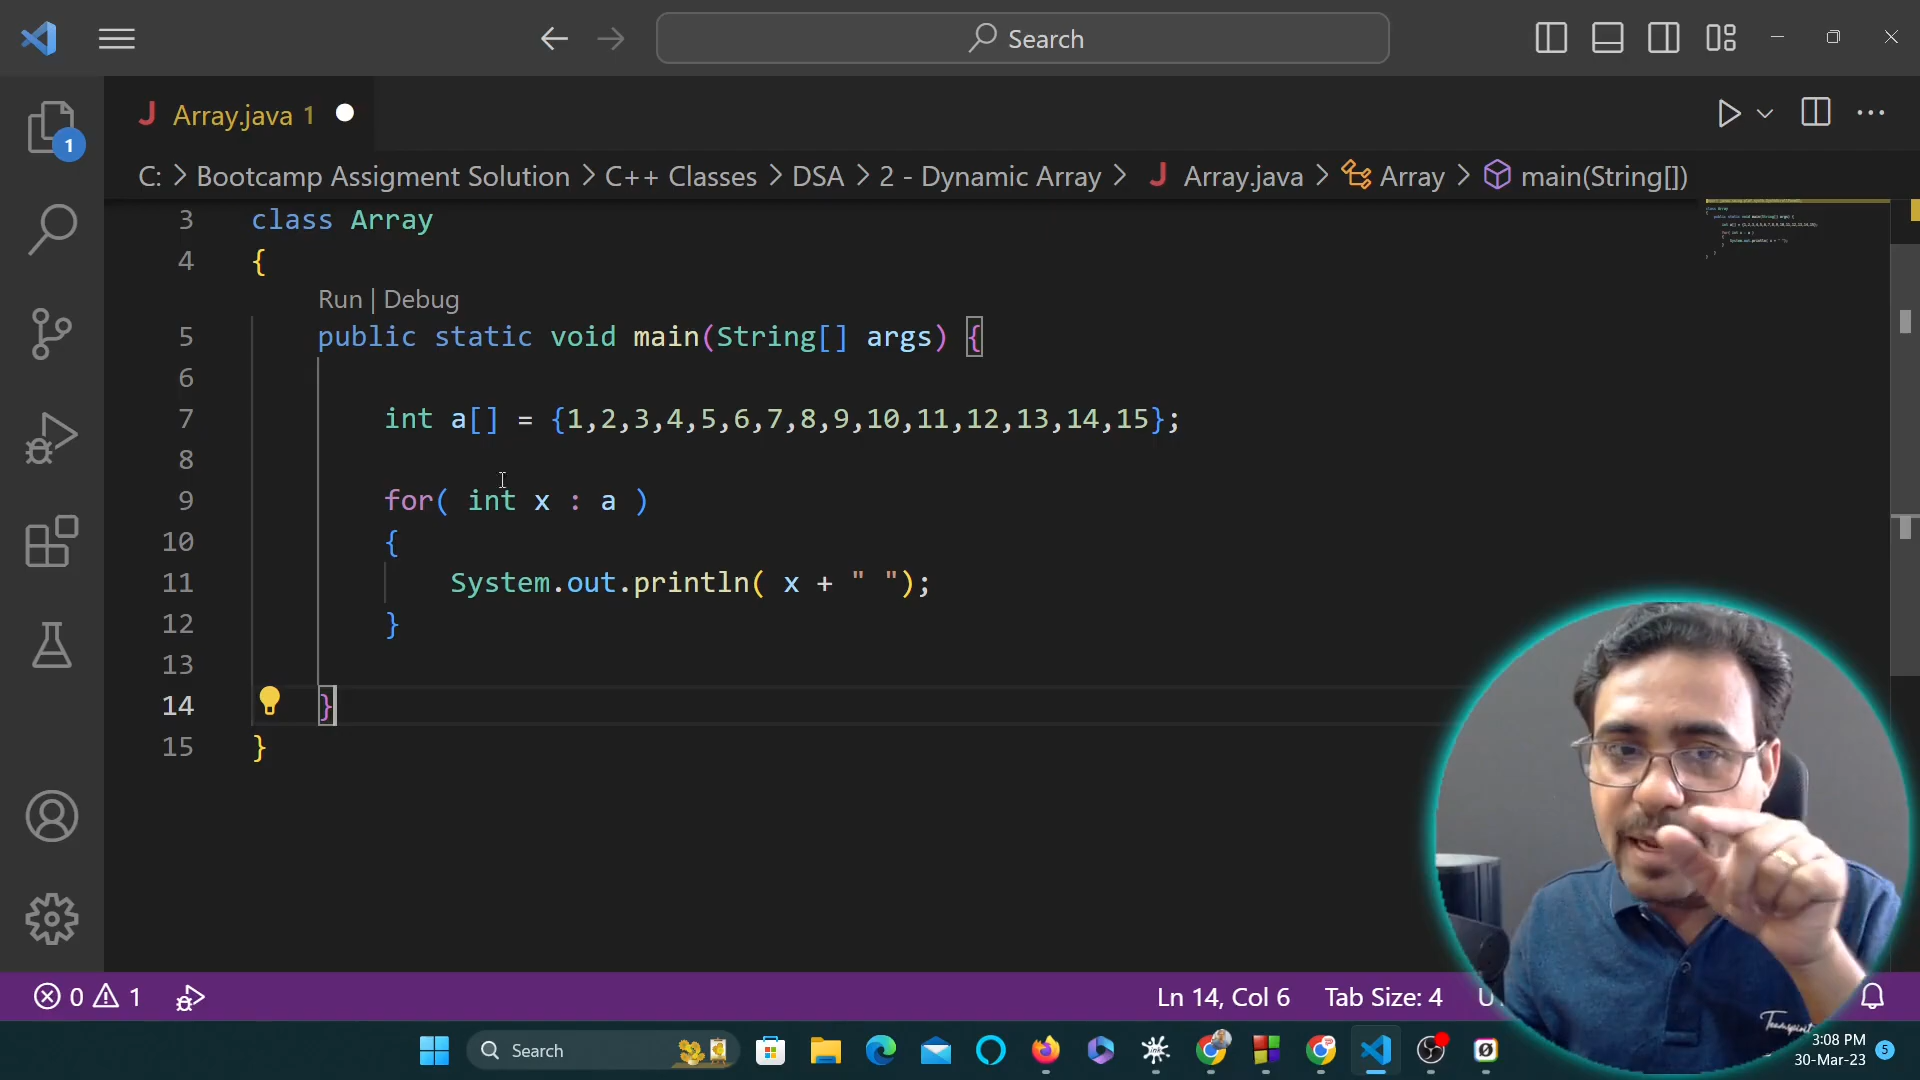 Search
Array.java 1
C: > Bootcamp Assigment Solution > C++ Classes > DSA > 2 - Dynamic Array > Array.java > Array > main(String[])
1
3 class Array
4 {
Run | Debug
5 public static void main(String[] args) {
6
7 int a[] = {1,2,3,4,5,6,7,8,9,10,11,12,13,14,15};
8
9 for( int x : a )
10 {
11 System.out.println( x + " ");
12 }
13
14 }
15 }
0 1 Ln 14, Col 6 Tab Size: 4
Search
3:08 PM
30-Mar-23 5